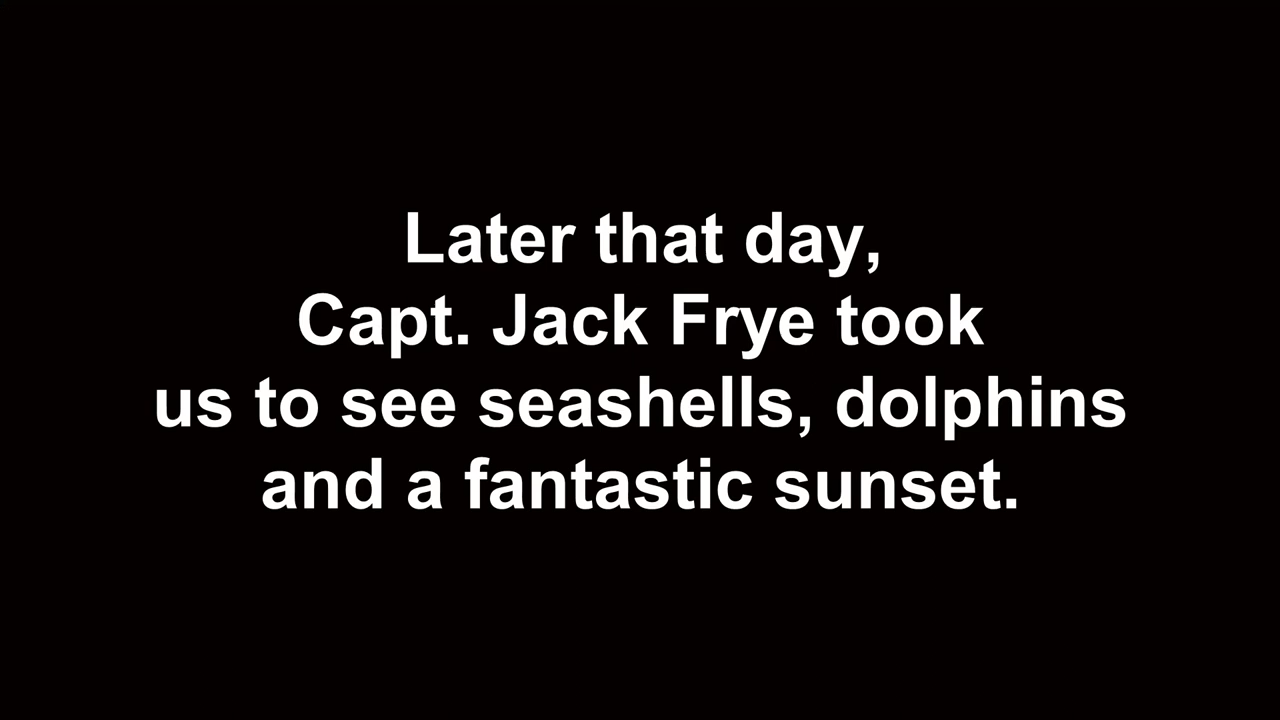 Later that day,
Capt. Jack Frye took
us to see seashells, dolphins
and a fantastic sunset.